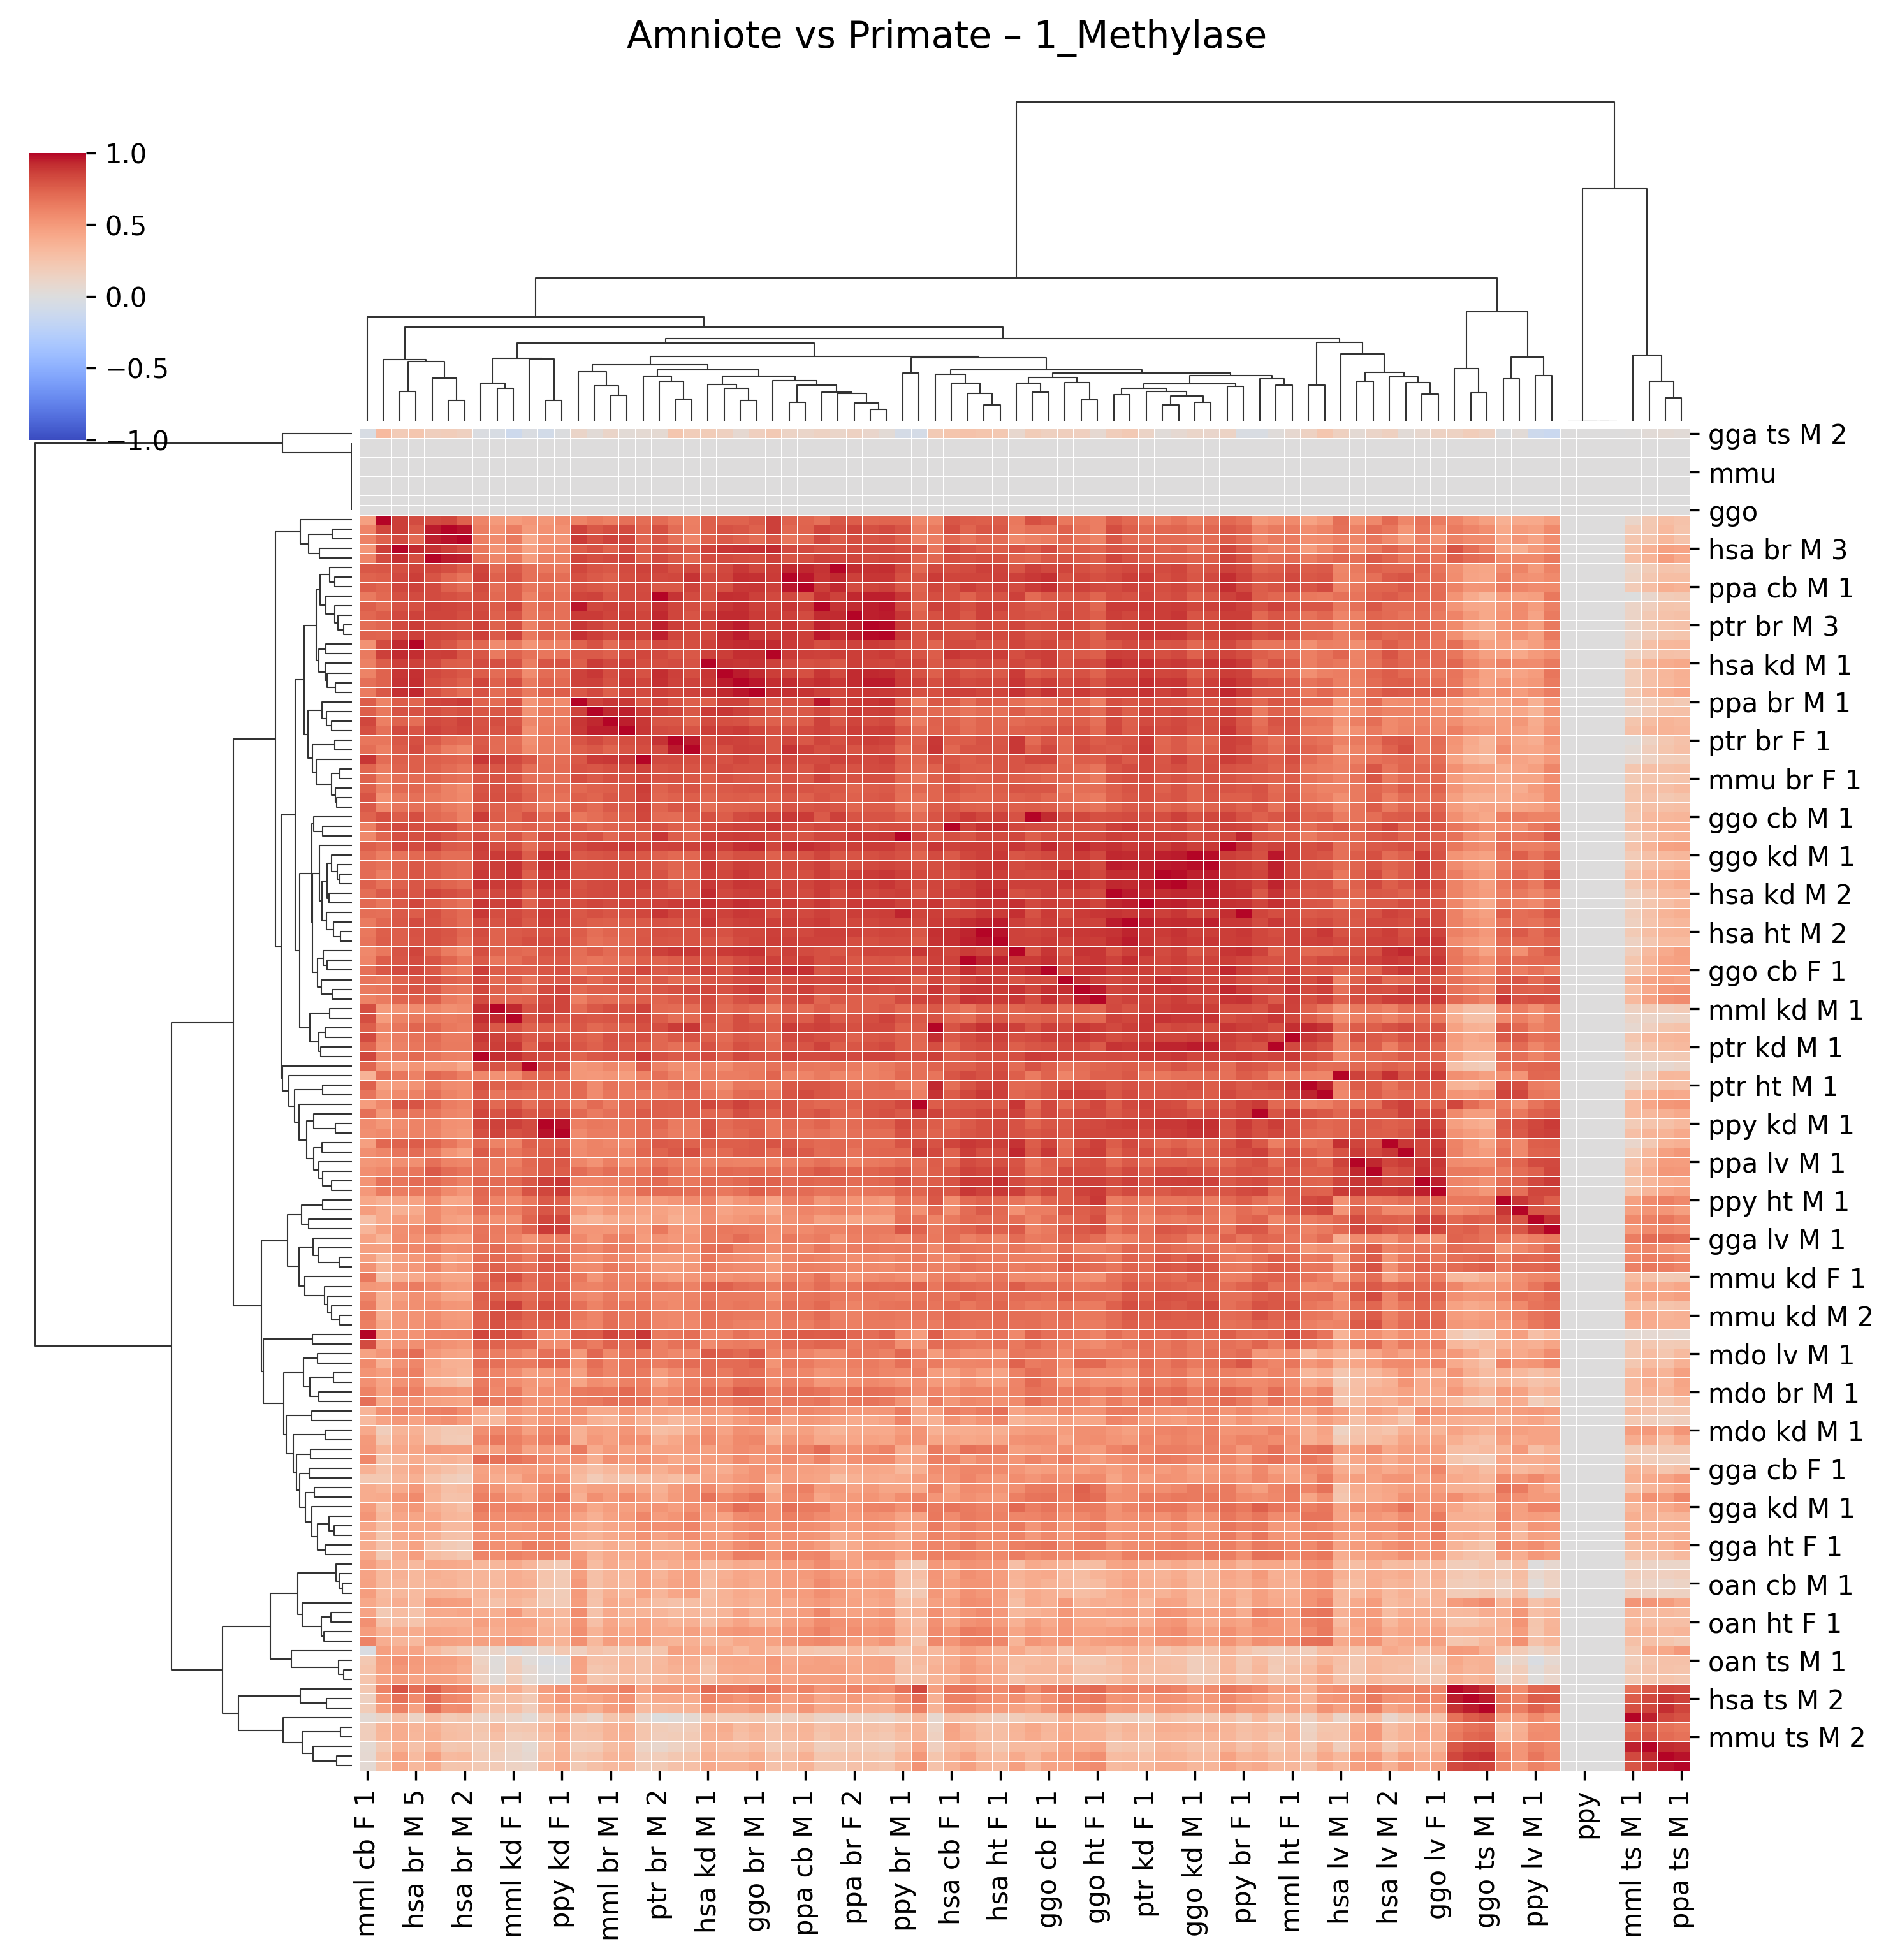 Amniote vs Primate – 1_Methylase
1.0
0.5
0.0
−0.5
−1.0
gga ts M 2
mmu
ggo
hsa br M 3
ppa cb M 1
ptr br M 3
hsa kd M 1
ppa br M 1
ptr br F 1
mmu br F 1
ggo cb M 1
ggo kd M 1
hsa kd M 2
hsa ht M 2
ggo cb F 1
mml kd M 1
ptr kd M 1
ptr ht M 1
ppy kd M 1
ppa lv M 1
ppy ht M 1
gga lv M 1
mmu kd F 1
mmu kd M 2
mdo lv M 1
mdo br M 1
mdo kd M 1
gga cb F 1
gga kd M 1
gga ht F 1
oan cb M 1
oan ht F 1
oan ts M 1
hsa ts M 2
mmu ts M 2
mml cb F 1
hsa br M 5
hsa br M 2
mml kd F 1
ppy kd F 1
mml br M 1
ptr br M 2
hsa kd M 1
ggo br M 1
ppa cb M 1
ppa br F 2
ppy br M 1
hsa cb F 1
hsa ht F 1
ggo cb F 1
ggo ht F 1
ptr kd F 1
ggo kd M 1
ppy br F 1
mml ht F 1
hsa lv M 1
hsa lv M 2
ggo lv F 1
ggo ts M 1
ppy lv M 1
ppy
mml ts M 1
ppa ts M 1